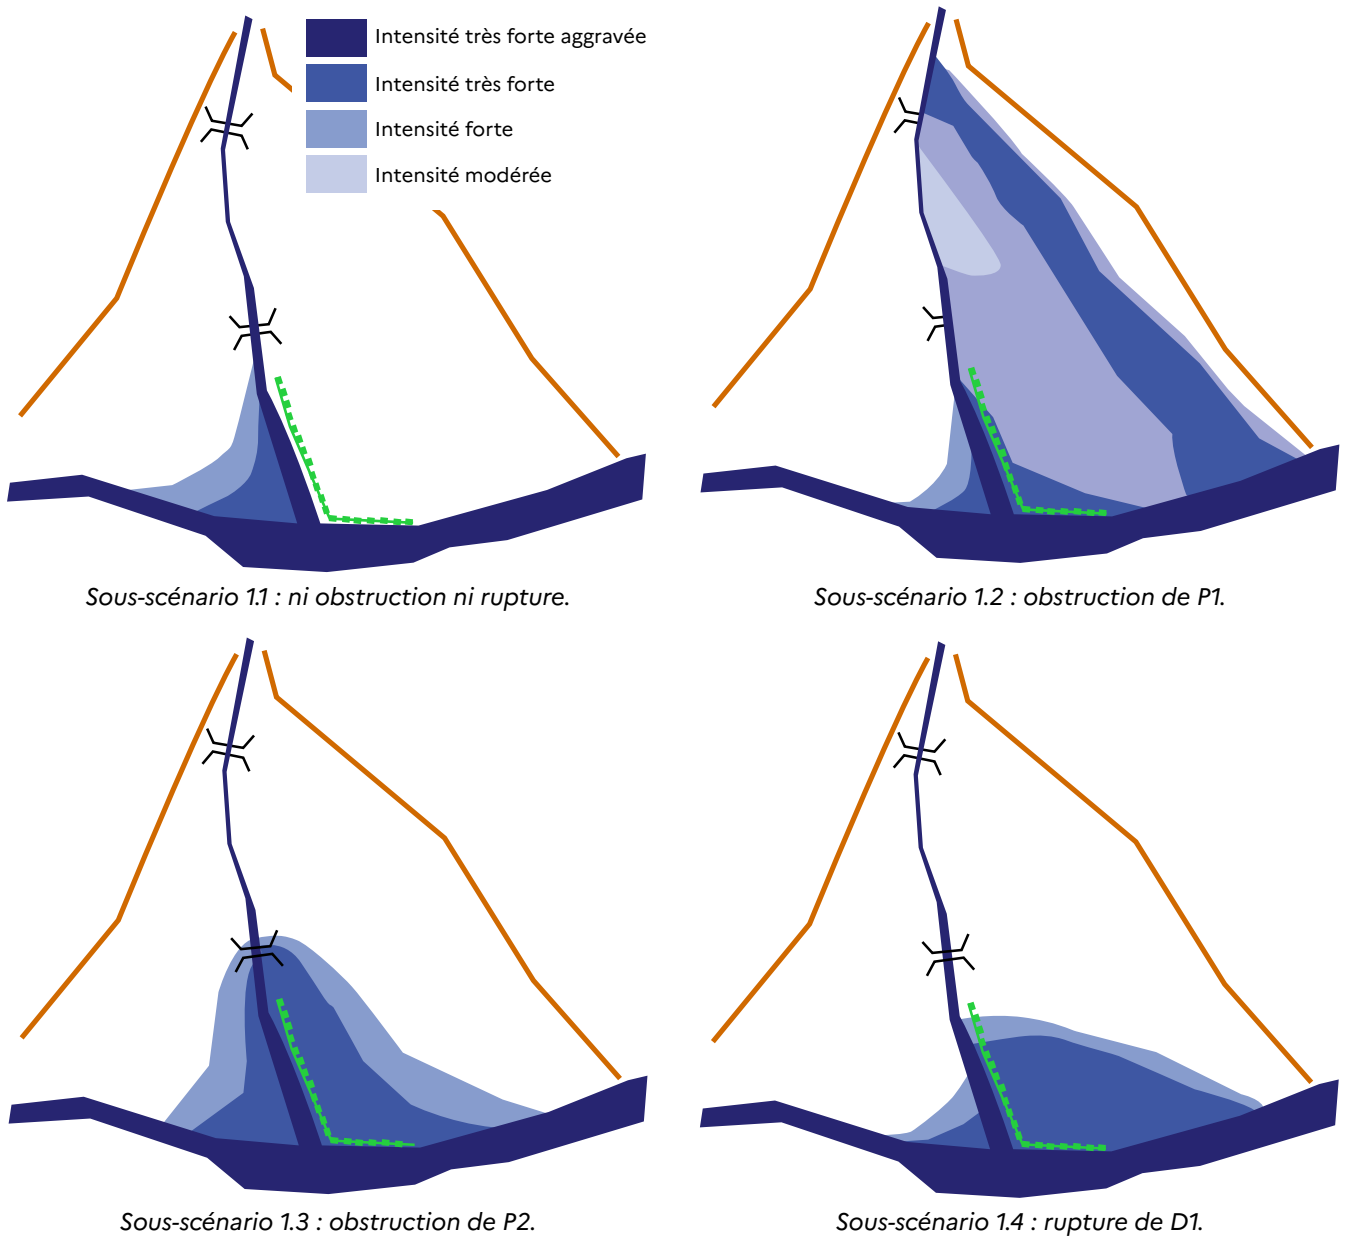 Intensité très forte aggravée
Intensité très forte
Intensité forte
Intensité modérée
Sous-scénario 1.1 : ni obstruction ni rupture.
Sous-scénario 1.2 : obstruction de P1.
Sous-scénario 1.3 : obstruction de P2.
Sous-scénario 1.4 : rupture de D1.